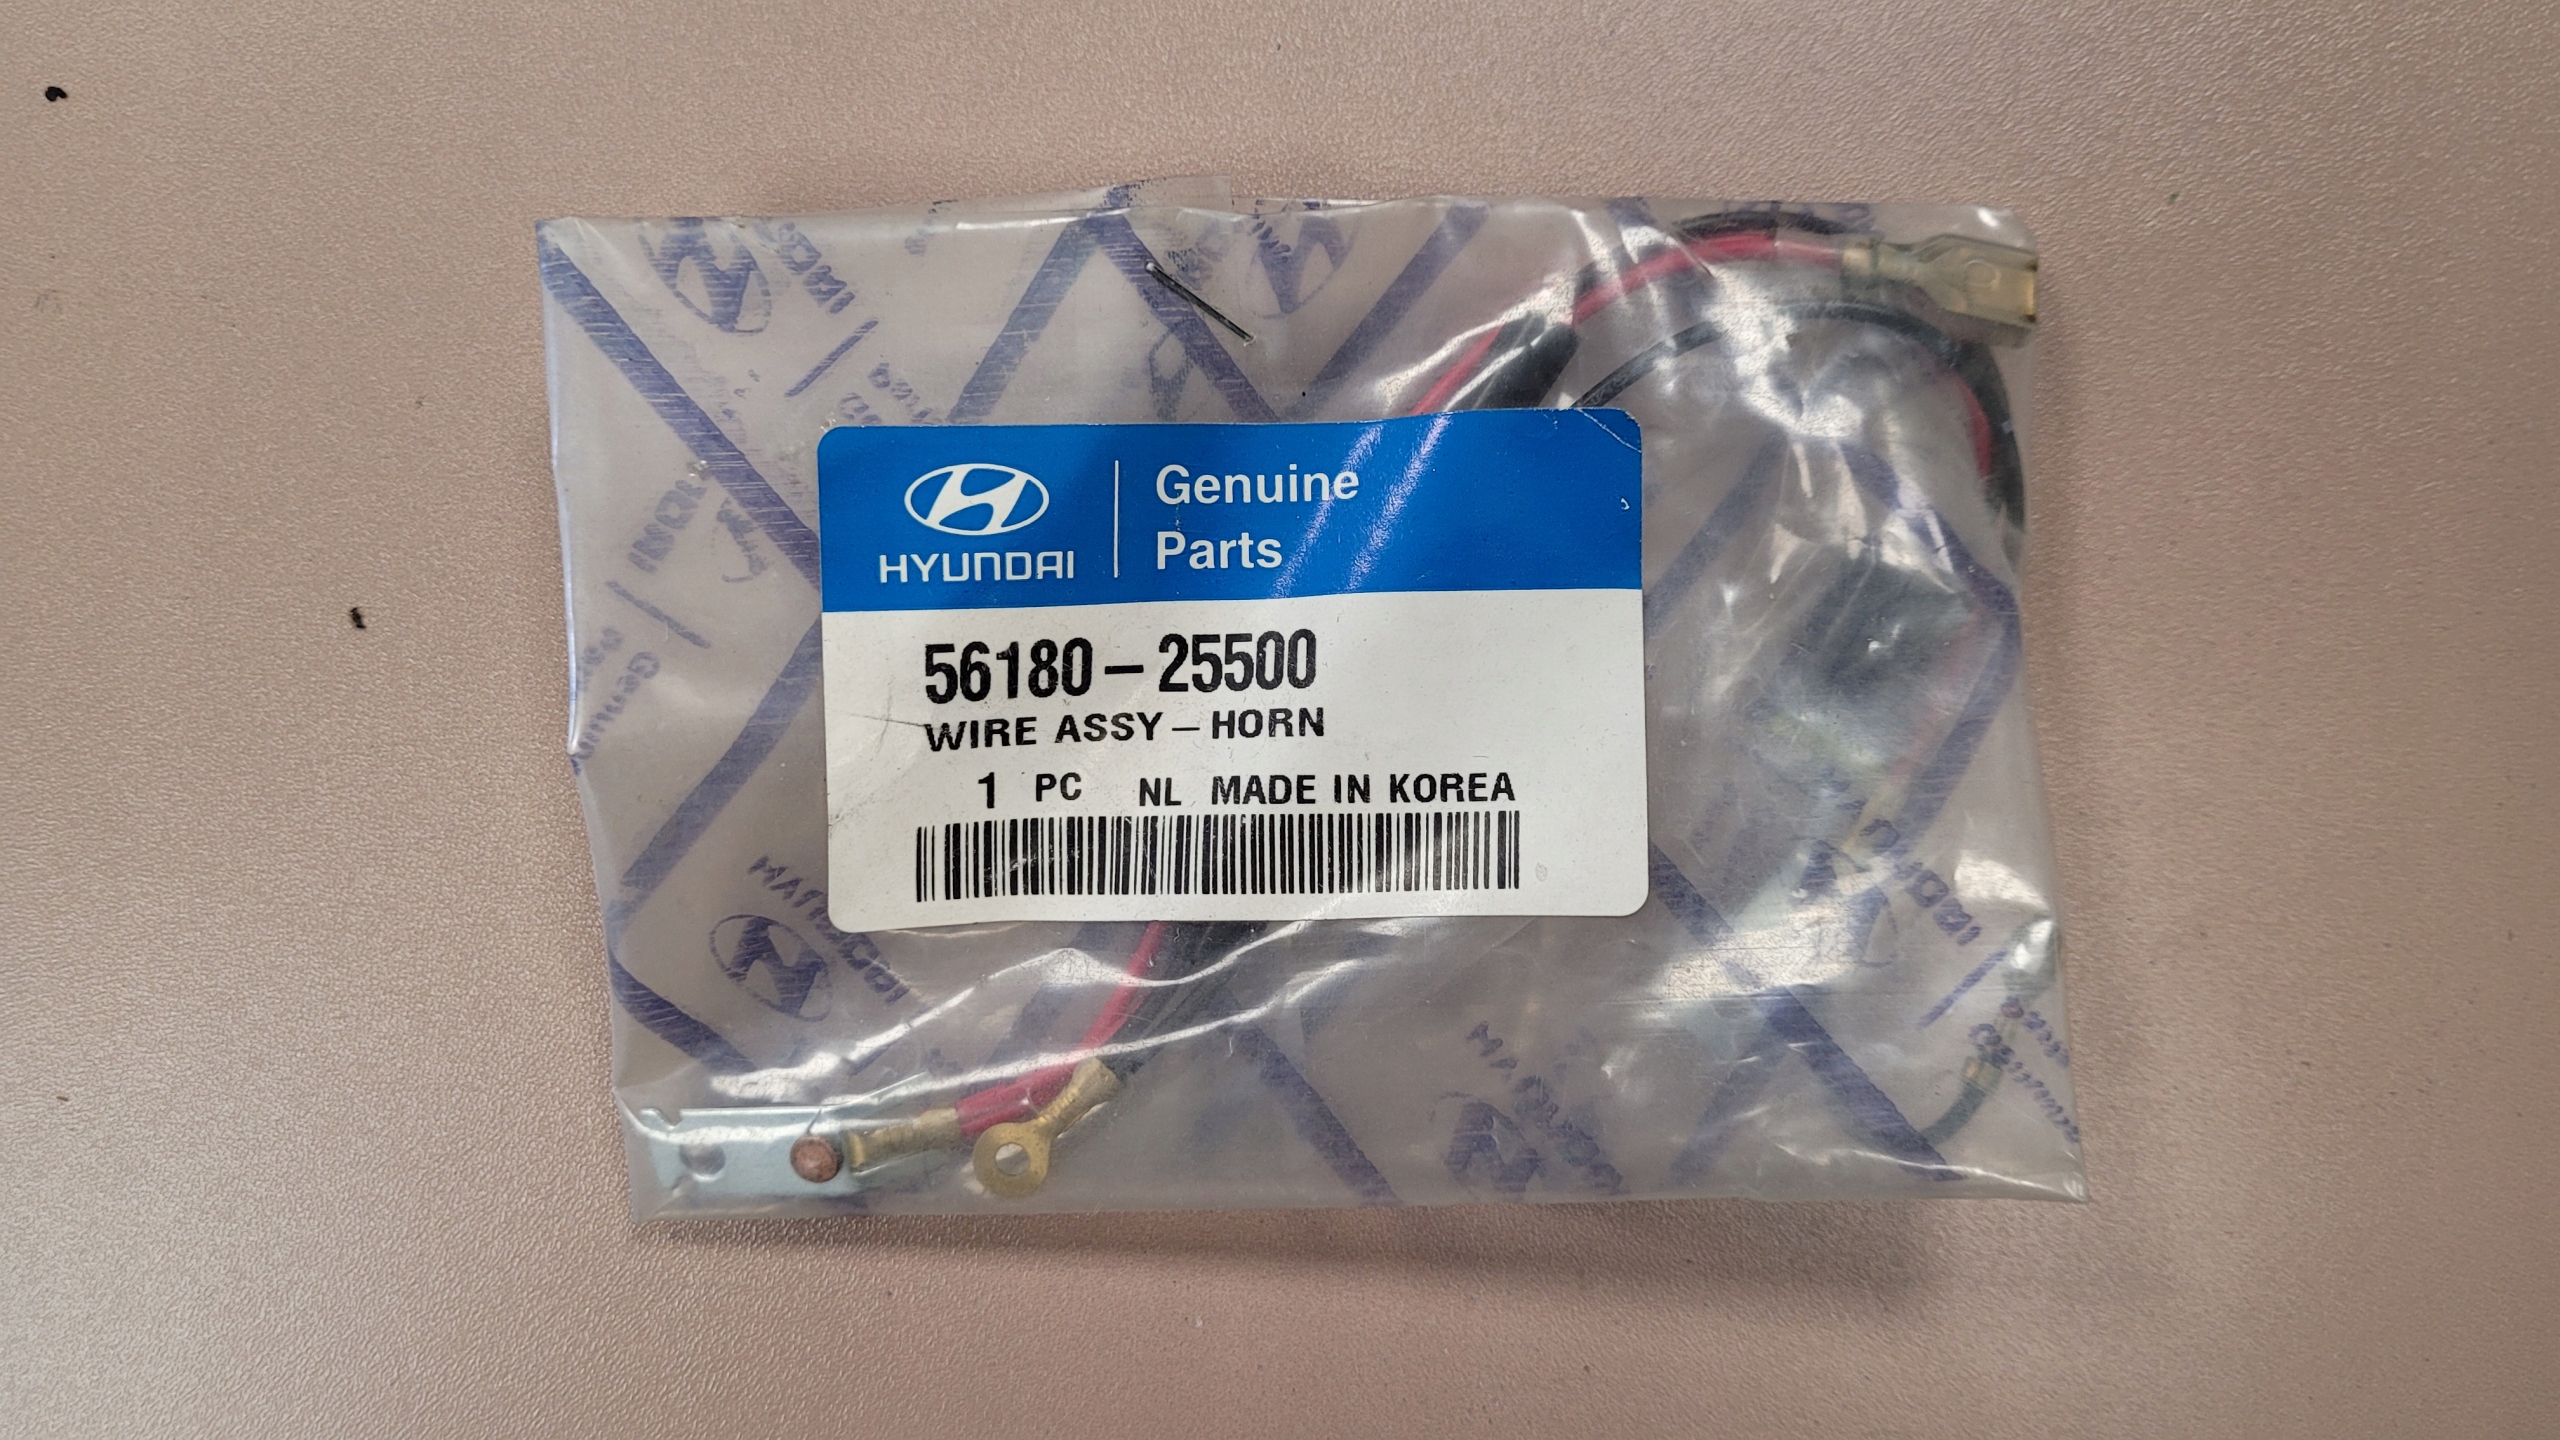 HYUNDAI
Genuine
Parts
56180-25500
WIRE ASSY-HORN
1 PC NL MADE IN KOREA